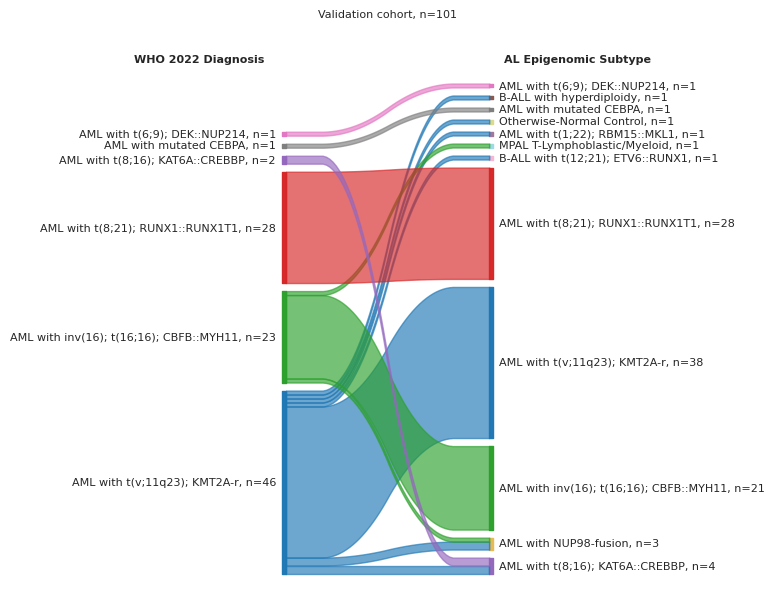 Validation cohort, n=101
WHO 2022 Diagnosis
AL Epigenomic Subtype
AML with t(6;9); DEK::NUP214, n=1
AML with mutated CEBPA, n=1
AML with t(8;16); KAT6A::CREBBP, n=2
AML with t(8;21); RUNX1::RUNX1T1, n=28
AML with inv(16); t(16;16); CBFB::MYH11, n=23
AML with t(v;11q23); KMT2A-r, n=46
AML with t(6;9); DEK::NUP214, n=1
B-ALL with hyperdiploidy, n=1
AML with mutated CEBPA, n=1
Otherwise-Normal Control, n=1
AML with t(1;22); RBM15::MKL1, n=1
MPAL T-Lymphoblastic/Myeloid, n=1
B-ALL with t(12;21); ETV6::RUNX1, n=1
AML with t(8;21); RUNX1::RUNX1T1, n=28
AML with t(v;11q23); KMT2A-r, n=38
AML with inv(16); t(16;16); CBFB::MYH11, n=21
AML with NUP98-fusion, n=3
AML with t(8;16); KAT6A::CREBBP, n=4